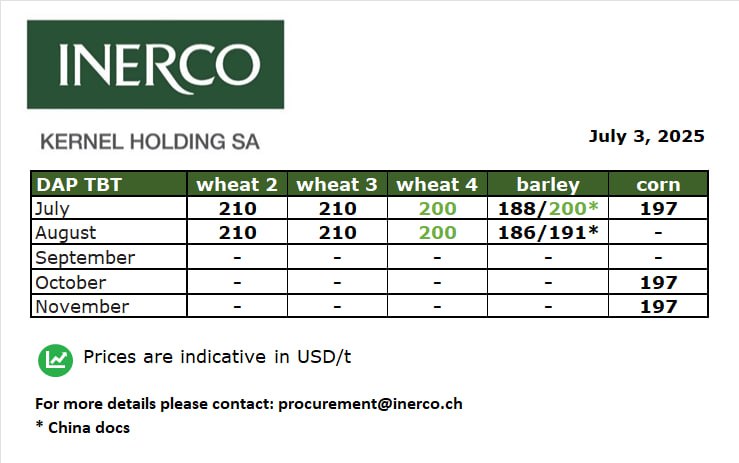 INERCO
KERNEL HOLDING SA
July 3, 2025
DAP TBT wheat 2 wheat 3 wheat 4 barley corn
July 210 210 200 188/200* 197
August 210 210 200 186/191* -
September - - - - -
October - - - - 197
November - - - - 197
Prices are indicative in USD/t
For more details please contact: procurement@inerco.ch
* China docs